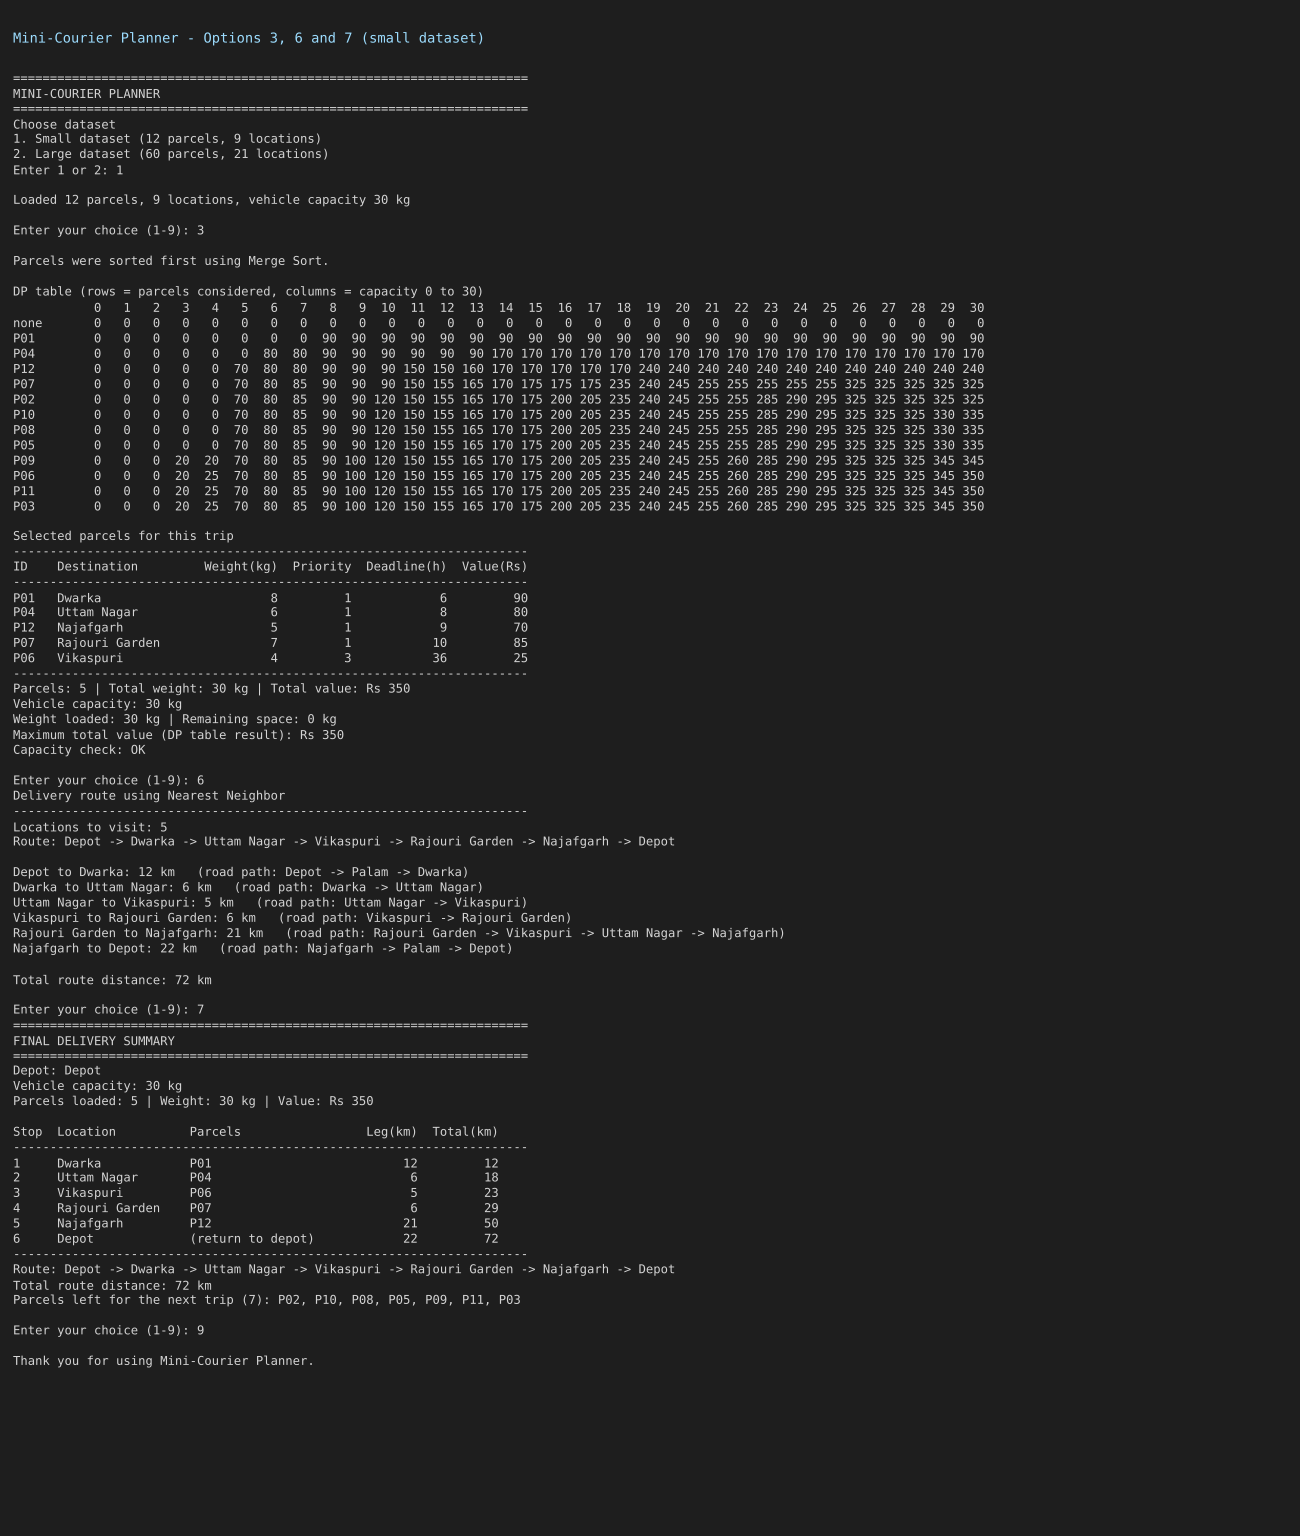 Mini-Courier Planner - Options 3, 6 and 7 (small dataset)
======================================================================
MINI-COURIER PLANNER
======================================================================
Choose dataset
1. Small dataset (12 parcels, 9 locations)
2. Large dataset (60 parcels, 21 locations)
Enter 1 or 2: 1
Loaded 12 parcels, 9 locations, vehicle capacity 30 kg
Enter your choice (1-9): 3
Parcels were sorted first using Merge Sort.
DP table (rows = parcels considered, columns = capacity 0 to 30)
           0   1   2   3   4   5   6   7   8   9  10  11  12  13  14  15  16  17  18  19  20  21  22  23  24  25  26  27  28  29  30
none       0   0   0   0   0   0   0   0   0   0   0   0   0   0   0   0   0   0   0   0   0   0   0   0   0   0   0   0   0   0   0
P01        0   0   0   0   0   0   0   0  90  90  90  90  90  90  90  90  90  90  90  90  90  90  90  90  90  90  90  90  90  90  90
P04        0   0   0   0   0   0  80  80  90  90  90  90  90  90 170 170 170 170 170 170 170 170 170 170 170 170 170 170 170 170 170
P12        0   0   0   0   0  70  80  80  90  90  90 150 150 160 170 170 170 170 170 240 240 240 240 240 240 240 240 240 240 240 240
P07        0   0   0   0   0  70  80  85  90  90  90 150 155 165 170 175 175 175 235 240 245 255 255 255 255 255 325 325 325 325 325
P02        0   0   0   0   0  70  80  85  90  90 120 150 155 165 170 175 200 205 235 240 245 255 255 285 290 295 325 325 325 325 325
P10        0   0   0   0   0  70  80  85  90  90 120 150 155 165 170 175 200 205 235 240 245 255 255 285 290 295 325 325 325 330 335
P08        0   0   0   0   0  70  80  85  90  90 120 150 155 165 170 175 200 205 235 240 245 255 255 285 290 295 325 325 325 330 335
P05        0   0   0   0   0  70  80  85  90  90 120 150 155 165 170 175 200 205 235 240 245 255 255 285 290 295 325 325 325 330 335
P09        0   0   0  20  20  70  80  85  90 100 120 150 155 165 170 175 200 205 235 240 245 255 260 285 290 295 325 325 325 345 345
P06        0   0   0  20  25  70  80  85  90 100 120 150 155 165 170 175 200 205 235 240 245 255 260 285 290 295 325 325 325 345 350
P11        0   0   0  20  25  70  80  85  90 100 120 150 155 165 170 175 200 205 235 240 245 255 260 285 290 295 325 325 325 345 350
P03        0   0   0  20  25  70  80  85  90 100 120 150 155 165 170 175 200 205 235 240 245 255 260 285 290 295 325 325 325 345 350
Selected parcels for this trip
----------------------------------------------------------------------
ID    Destination         Weight(kg)  Priority  Deadline(h)  Value(Rs)
----------------------------------------------------------------------
P01   Dwarka                       8         1            6         90
P04   Uttam Nagar                  6         1            8         80
P12   Najafgarh                    5         1            9         70
P07   Rajouri Garden               7         1           10         85
P06   Vikaspuri                    4         3           36         25
----------------------------------------------------------------------
Parcels: 5 | Total weight: 30 kg | Total value: Rs 350
Vehicle capacity: 30 kg
Weight loaded: 30 kg | Remaining space: 0 kg
Maximum total value (DP table result): Rs 350
Capacity check: OK
Enter your choice (1-9): 6
Delivery route using Nearest Neighbor
----------------------------------------------------------------------
Locations to visit: 5
Route: Depot -> Dwarka -> Uttam Nagar -> Vikaspuri -> Rajouri Garden -> Najafgarh -> Depot
Depot to Dwarka: 12 km   (road path: Depot -> Palam -> Dwarka)
Dwarka to Uttam Nagar: 6 km   (road path: Dwarka -> Uttam Nagar)
Uttam Nagar to Vikaspuri: 5 km   (road path: Uttam Nagar -> Vikaspuri)
Vikaspuri to Rajouri Garden: 6 km   (road path: Vikaspuri -> Rajouri Garden)
Rajouri Garden to Najafgarh: 21 km   (road path: Rajouri Garden -> Vikaspuri -> Uttam Nagar -> Najafgarh)
Najafgarh to Depot: 22 km   (road path: Najafgarh -> Palam -> Depot)
Total route distance: 72 km
Enter your choice (1-9): 7
======================================================================
FINAL DELIVERY SUMMARY
======================================================================
Depot: Depot
Vehicle capacity: 30 kg
Parcels loaded: 5 | Weight: 30 kg | Value: Rs 350
Stop  Location          Parcels                 Leg(km)  Total(km)
----------------------------------------------------------------------
1     Dwarka            P01                          12         12
2     Uttam Nagar       P04                           6         18
3     Vikaspuri         P06                           5         23
4     Rajouri Garden    P07                           6         29
5     Najafgarh         P12                          21         50
6     Depot             (return to depot)            22         72
----------------------------------------------------------------------
Route: Depot -> Dwarka -> Uttam Nagar -> Vikaspuri -> Rajouri Garden -> Najafgarh -> Depot
Total route distance: 72 km
Parcels left for the next trip (7): P02, P10, P08, P05, P09, P11, P03
Enter your choice (1-9): 9
Thank you for using Mini-Courier Planner.